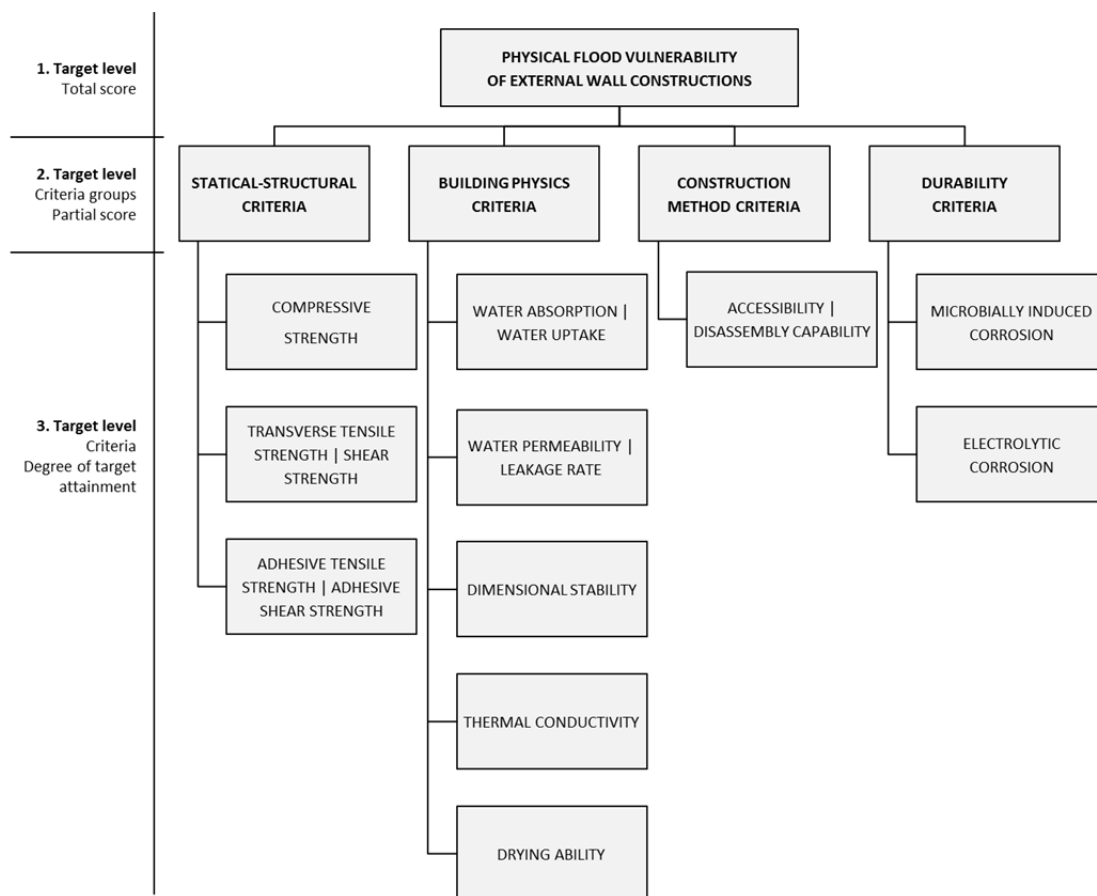 1. Target level
Total score
PHYSICAL FLOOD VULNERABILITY
OF EXTERNAL WALL CONSTRUCTIONS
2. Target level
Criteria groups
Partial score
STATICAL-STRUCTURAL
CRITERIA
BUILDING PHYSICS
CRITERIA
CONSTRUCTION
METHOD CRITERIA
DURABILITY
CRITERIA
3. Target level
Criteria
Degree of target
attainment
COMPRESSIVE
STRENGTH
TRANSVERSE TENSILE
STRENGTH | SHEAR
STRENGTH
ADHESIVE TENSILE
STRENGTH | ADHESIVE
SHEAR STRENGTH
WATER ABSORPTION |
WATER UPTAKE
WATER PERMEABILITY |
LEAKAGE RATE
DIMENSIONAL STABILITY
THERMAL CONDUCTIVITY
DRYING ABILITY
ACCESSIBILITY |
DISASSEMBLY CAPABILITY
MICROBIALLY INDUCED
CORROSION
ELECTROLYTIC
CORROSION